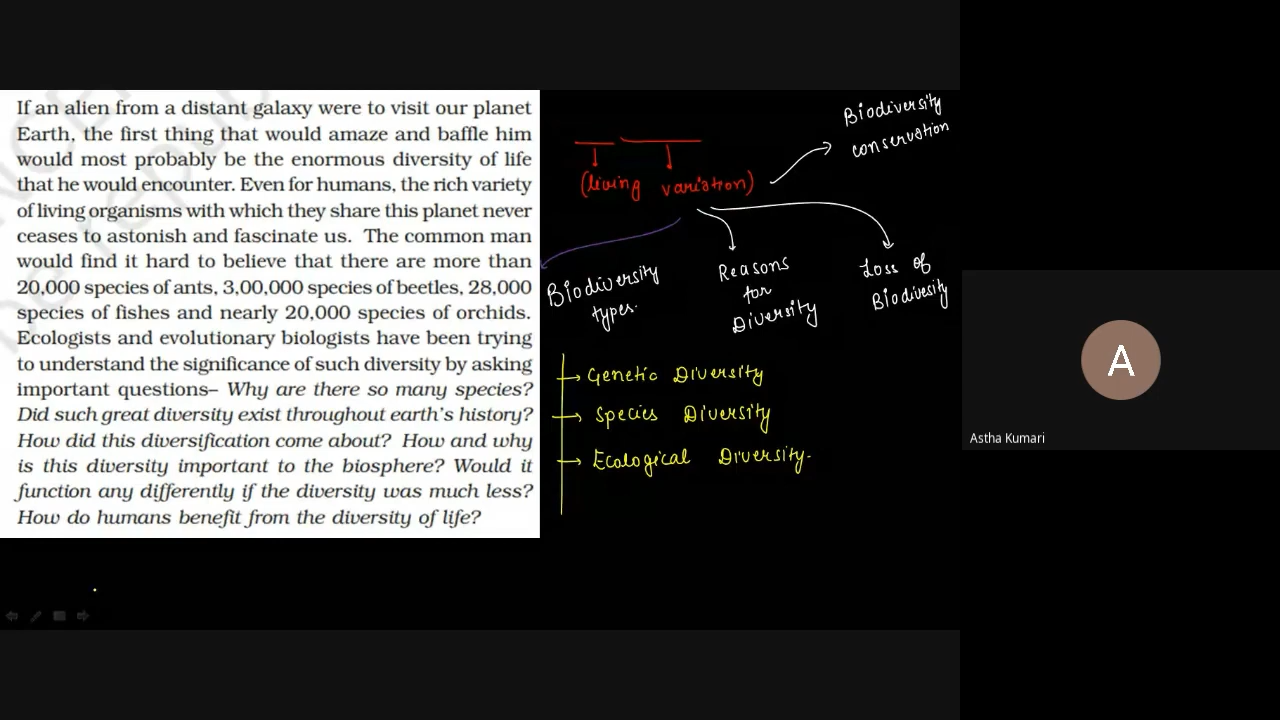 If an alien from a distant galaxy were to visit our planet
Earth, the first thing that would amaze and baffle him
would most probably be the enormous diversity of life
that he would encounter. Even for humans, the rich variety
of living organisms with which they share this planet never
ceases to astonish and fascinate us. The common man
would find it hard to believe that there are more than
20,000 species of ants, 3,00,000 species of beetles, 28,000
species of fishes and nearly 20,000 species of orchids.
Ecologists and evolutionary biologists have been trying
to understand the significance of such diversity by asking
important questions– Why are there so many species?
Did such great diversity exist throughout earth's history?
How did this diversification come about? How and why
is this diversity important to the biosphere? Would it
function any differently if the diversity was much less?
How do humans benefit from the diversity of life?
Biodiversity
conservation
(living variation)
Biodiversity
types.
Reasons
for
Diversity
Loss of
Biodivesity
Genetic Diversity
Species Diversity
Ecological Diversity.
A
Astha Kumari